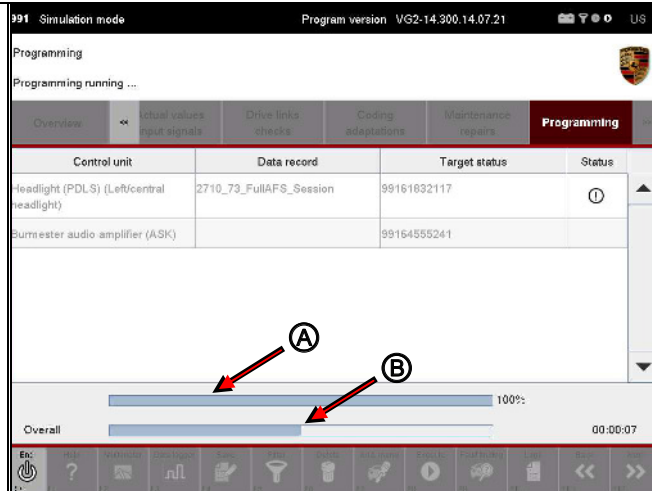 991 Simulation mode Program version VG2-14.300.14.07.21 US
Programming
Programming running ...
Overview « Actual values input signals Drive links checks Coding adaptations Maintenance repairs Programming
Control unit Data record Target status Status
Headlight (PDLS) (Left/central 2710_73_FullAFS_Session 99161832117
headlight)
Burmester audio amplifier (ASK) 99164555241
A
B
100%
Overall 00:00:07
En:
Help
? << >>